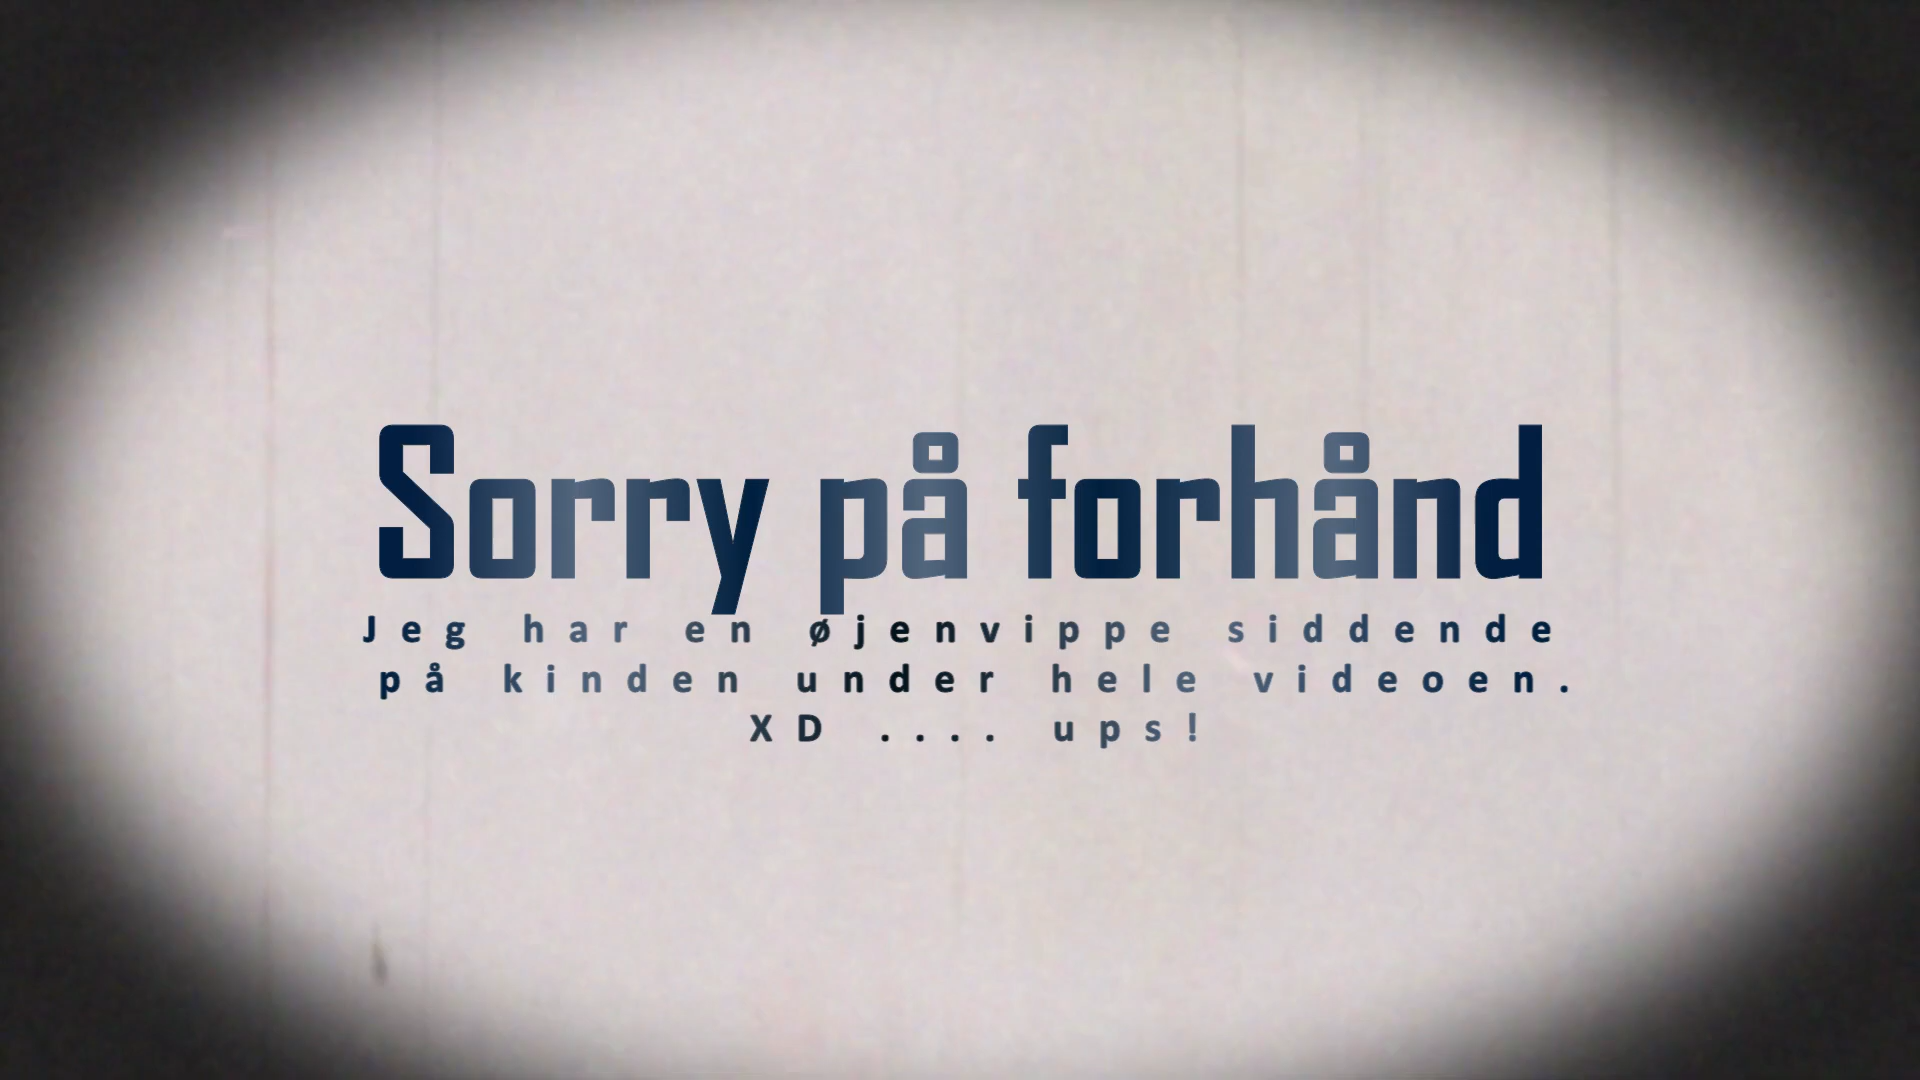 Sorry på forhånd
Jeg har en øjenvippe siddende
på kinden under hele videoen.
XD .... ups!